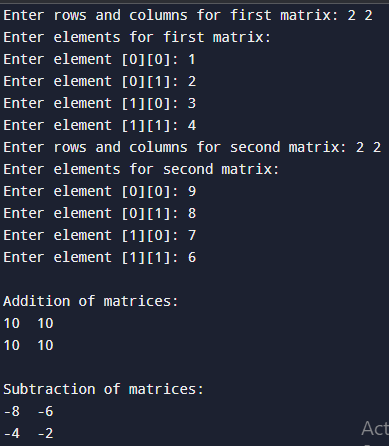 Enter rows and columns for first matrix: 2 2
Enter elements for first matrix:
Enter element [0][0]: 1
Enter element [0][1]: 2
Enter element [1][0]: 3
Enter element [1][1]: 4
Enter rows and columns for second matrix: 2 2
Enter elements for second matrix:
Enter element [0][0]: 9
Enter element [0][1]: 8
Enter element [1][0]: 7
Enter element [1][1]: 6
Addition of matrices:
10  10
10  10
Subtraction of matrices:
-8  -6
-4  -2
Act